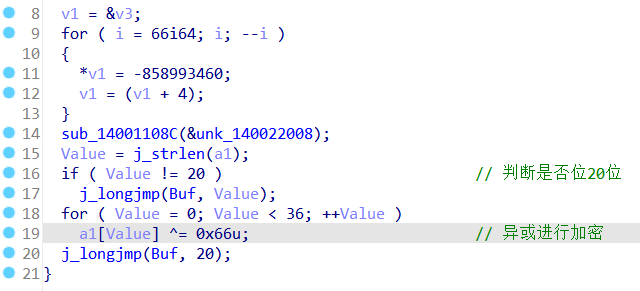 8 v1 = &v3;
9 for ( i = 66i64; i; --i )
10 {
11 *v1 = -858993460;
12 v1 = (v1 + 4);
13 }
14 sub_14001108C(&unk_140022008);
15 Value = j_strlen(a1);
16 if ( Value != 20 ) // 判断是否位20位
17 j_longjmp(Buf, Value);
18 for ( Value = 0; Value < 36; ++Value )
19 a1[Value] ^= 0x66u; // 异或进行加密
20 j_longjmp(Buf, 20);
21 }